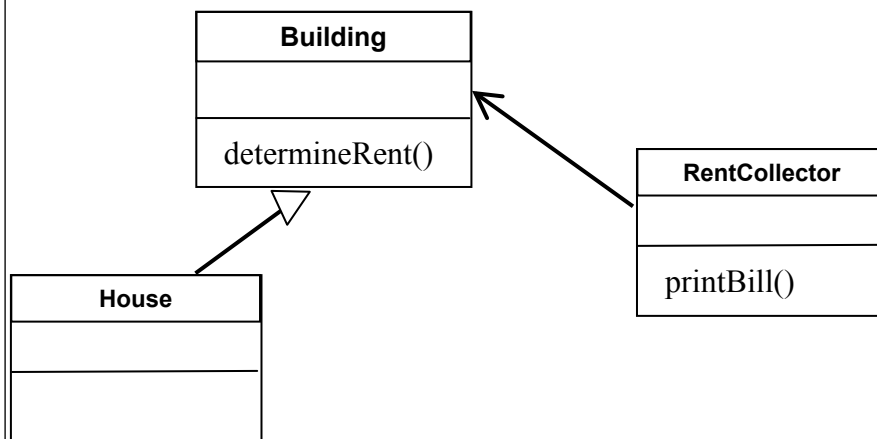 Building
determineRent()
RentCollector
printBill()
House